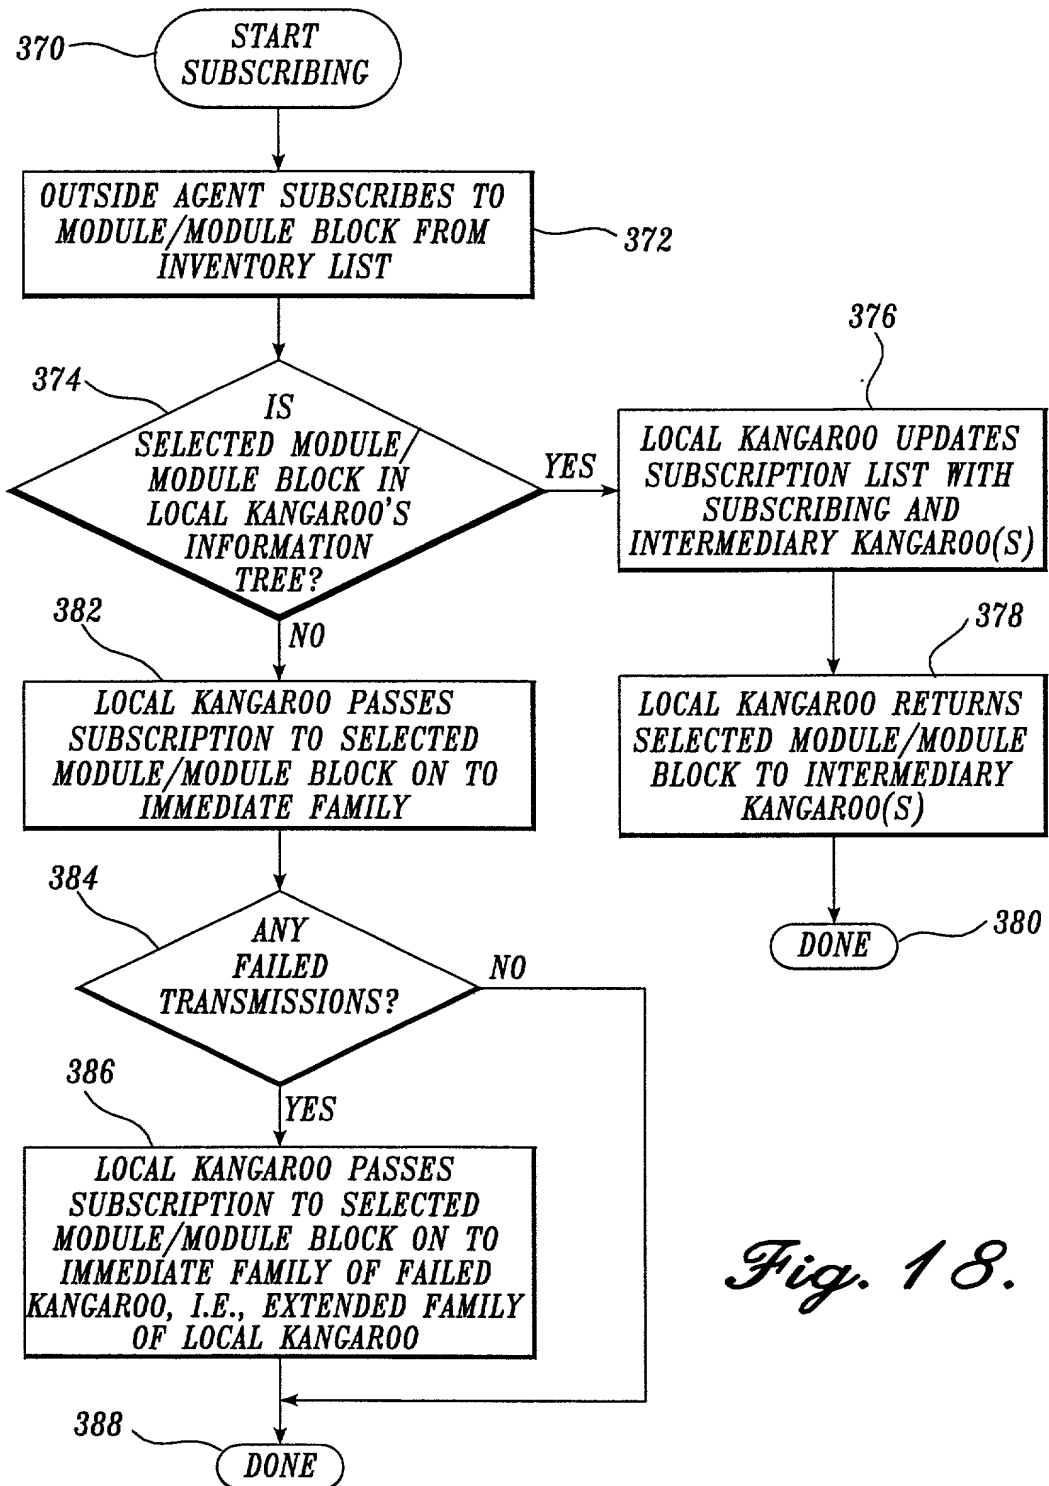 370
START
SUBSCRIBING
OUTSIDE AGENT SUBSCRIBES TO
MODULE/MODULE BLOCK FROM
INVENTORY LIST
372
374
IS
SELECTED MODULE/
MODULE BLOCK IN
LOCAL KANGAROO'S
INFORMATION
TREE?
YES
376
LOCAL KANGAROO UPDATES
SUBSCRIPTION LIST WITH
SUBSCRIBING AND
INTERMEDIARY KANGAROO(S)
378
LOCAL KANGAROO RETURNS
SELECTED MODULE/MODULE
BLOCK TO INTERMEDIARY
KANGAROO(S)
DONE
380
NO
382
LOCAL KANGAROO PASSES
SUBSCRIPTION TO SELECTED
MODULE/MODULE BLOCK ON TO
IMMEDIATE FAMILY
384
ANY
FAILED
TRANSMISSIONS?
NO
YES
386
LOCAL KANGAROO PASSES
SUBSCRIPTION TO SELECTED
MODULE/MODULE BLOCK ON TO
IMMEDIATE FAMILY OF FAILED
KANGAROO, I.E., EXTENDED FAMILY
OF LOCAL KANGAROO
388
DONE
Fig. 18.